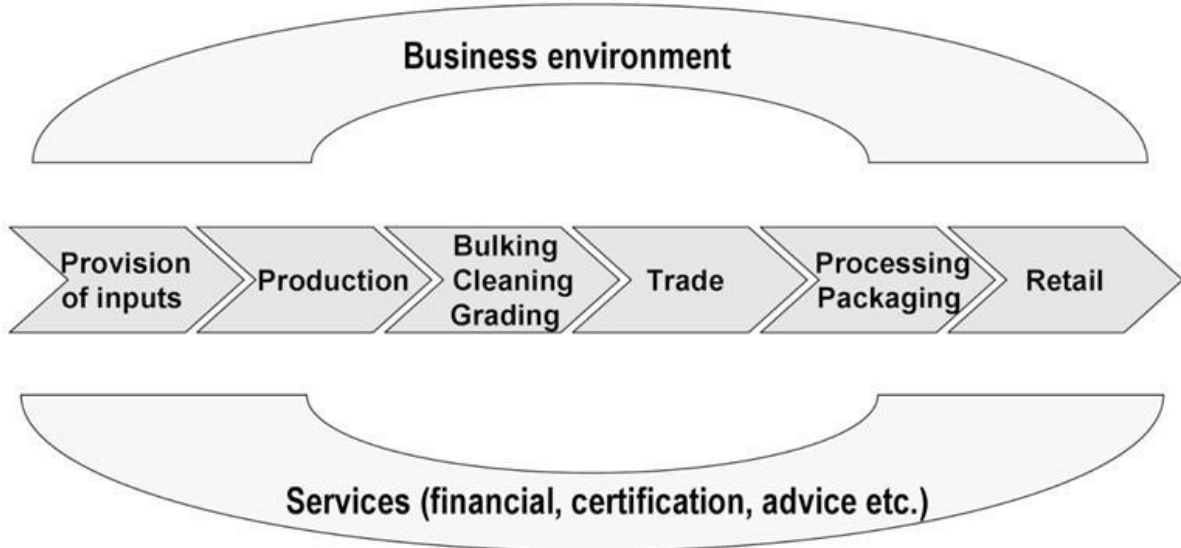 Business environment
Provision
of inputs
Production
Bulking
Cleaning
Grading
Trade
Processing
Packaging
Retail
Services (financial, certification, advice etc.)